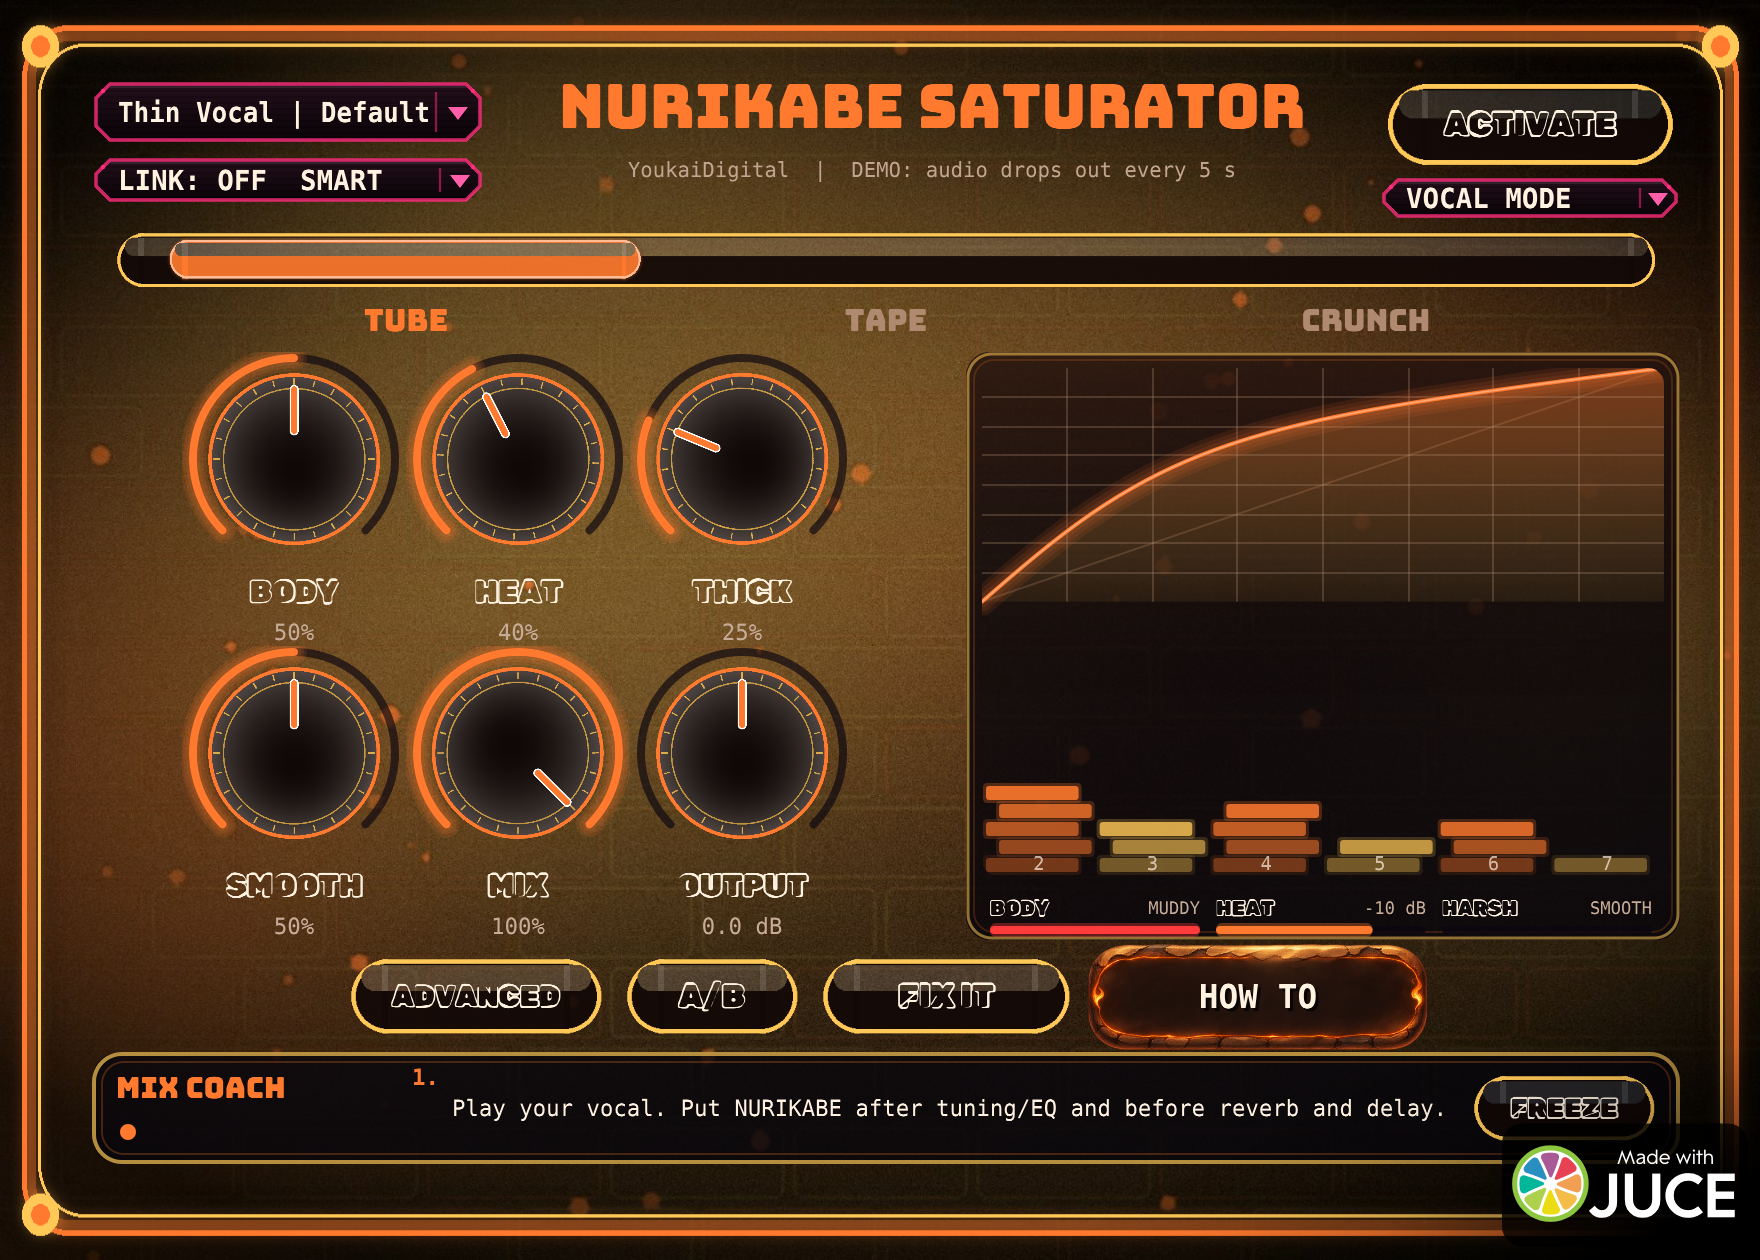 Thin Vocal | Default
NURIKABE SATURATOR
ACTIVATE
LINK: OFF  SMART
YoukaiDigital  |  DEMO: audio drops out every 5 s
VOCAL MODE
TUBE
TAPE
CRUNCH
BODY
HEAT
THICK
50%
40%
25%
SMOOTH
MIX
OUTPUT
50%
100%
0.0 dB
2
3
4
5
6
7
BODY
MUDDY
HEAT
-10 dB
HARSH
SMOOTH
ADVANCED
A/B
FIX IT
HOW TO
MIX COACH
1.
Play your vocal. Put NURIKABE after tuning/EQ and before reverb and delay.
FREEZE
Made with
JUCE